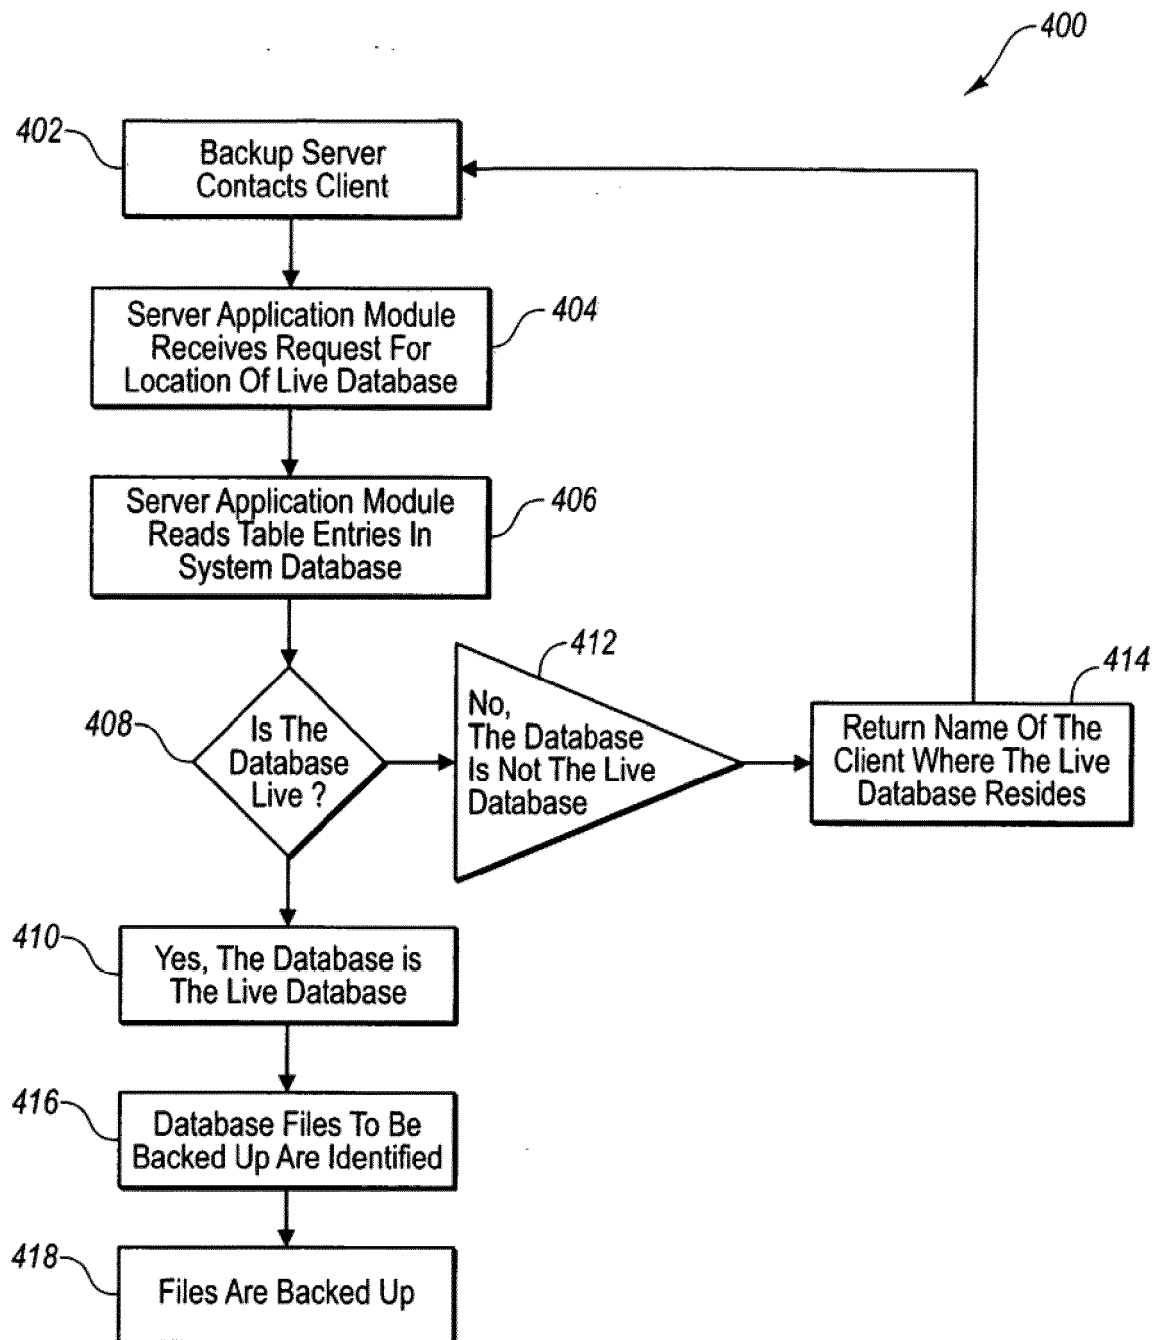 400
402
Backup Server
Contacts Client
404
Server Application Module
Receives Request For
Location Of Live Database
406
Server Application Module
Reads Table Entries In
System Database
408
Is The
Database
Live ?
412
No,
The Database
Is Not The Live
Database
414
Return Name Of The
Client Where The Live
Database Resides
410
Yes, The Database is
The Live Database
416
Database Files To Be
Backed Up Are Identified
418
Files Are Backed Up